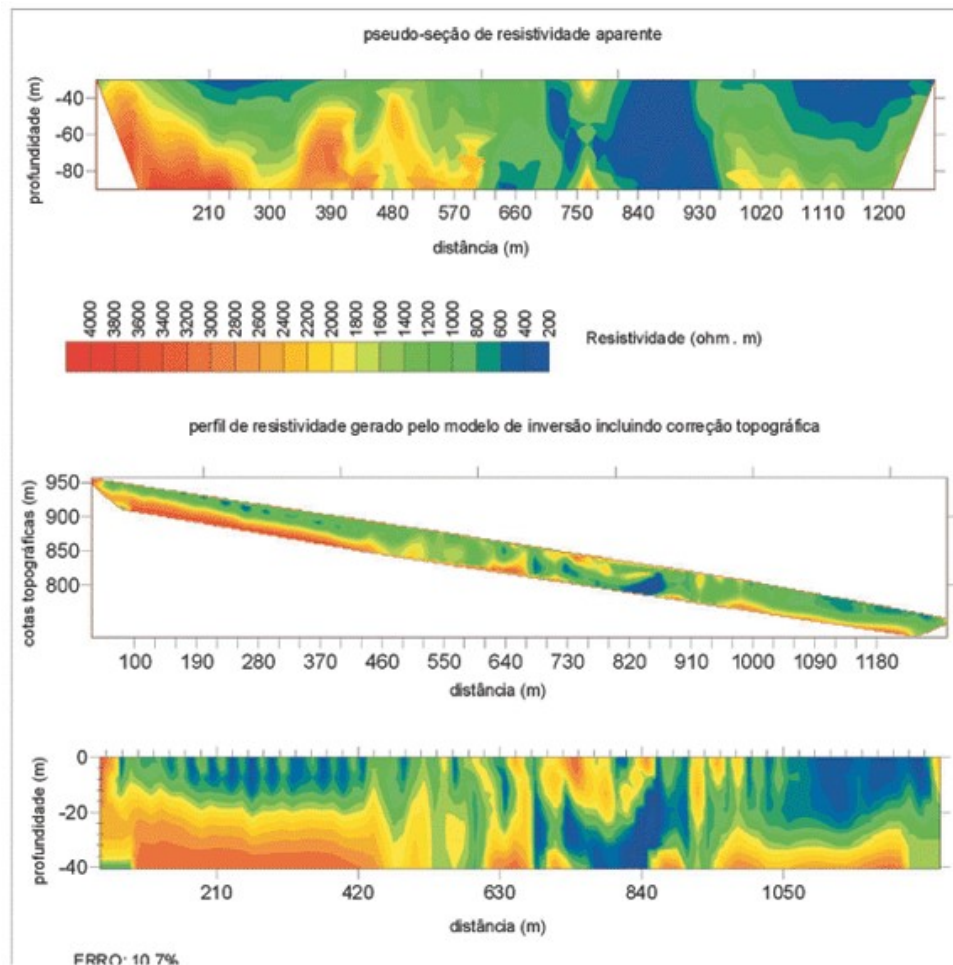 pseudo-seção de resistividade aparente
profundidade (m)
-40
-60
-80
210 300 390 480 570 660 750 840 930 1020 1110 1200
distância (m)
4000 3800 3600 3400 3200 3000 2800 2600 2400 2200 2000 1800 1600 1400 1200 1000 800 600 400 200
Resistividade (ohm . m)
perfil de resistividade gerado pelo modelo de inversão incluindo correção topográfica
cotas topográficas (m)
950
900
850
800
100 190 280 370 460 550 640 730 820 910 1000 1090 1180
distância (m)
profundidade (m)
0
-20
-40
210 420 630 840 1050
distância (m)
ERRO: 10.7%